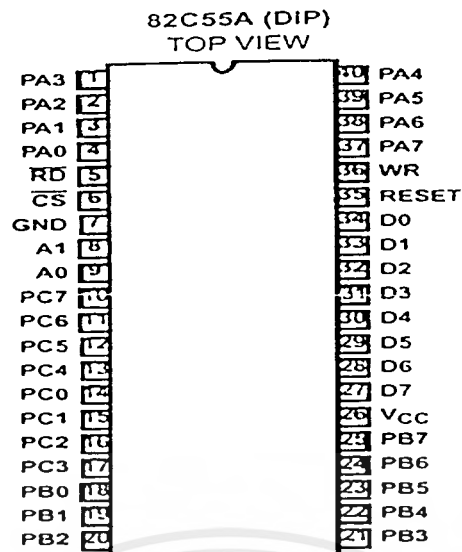 82C55A (DIP)
TOP VIEW
PA3 1 40 PA4
PA2 2 39 PA5
PA1 3 38 PA6
PA0 4 37 PA7
R̅D̅ 5 36 WR
C̅S̅ 6 35 RESET
GND 7 34 D0
A1 8 33 D1
A0 9 32 D2
PC7 10 31 D3
PC6 11 30 D4
PC5 12 29 D5
PC4 13 28 D6
PC0 14 27 D7
PC1 15 26 VCC
PC2 16 25 PB7
PC3 17 24 PB6
PB0 18 23 PB5
PB1 19 22 PB4
PB2 20 21 PB3